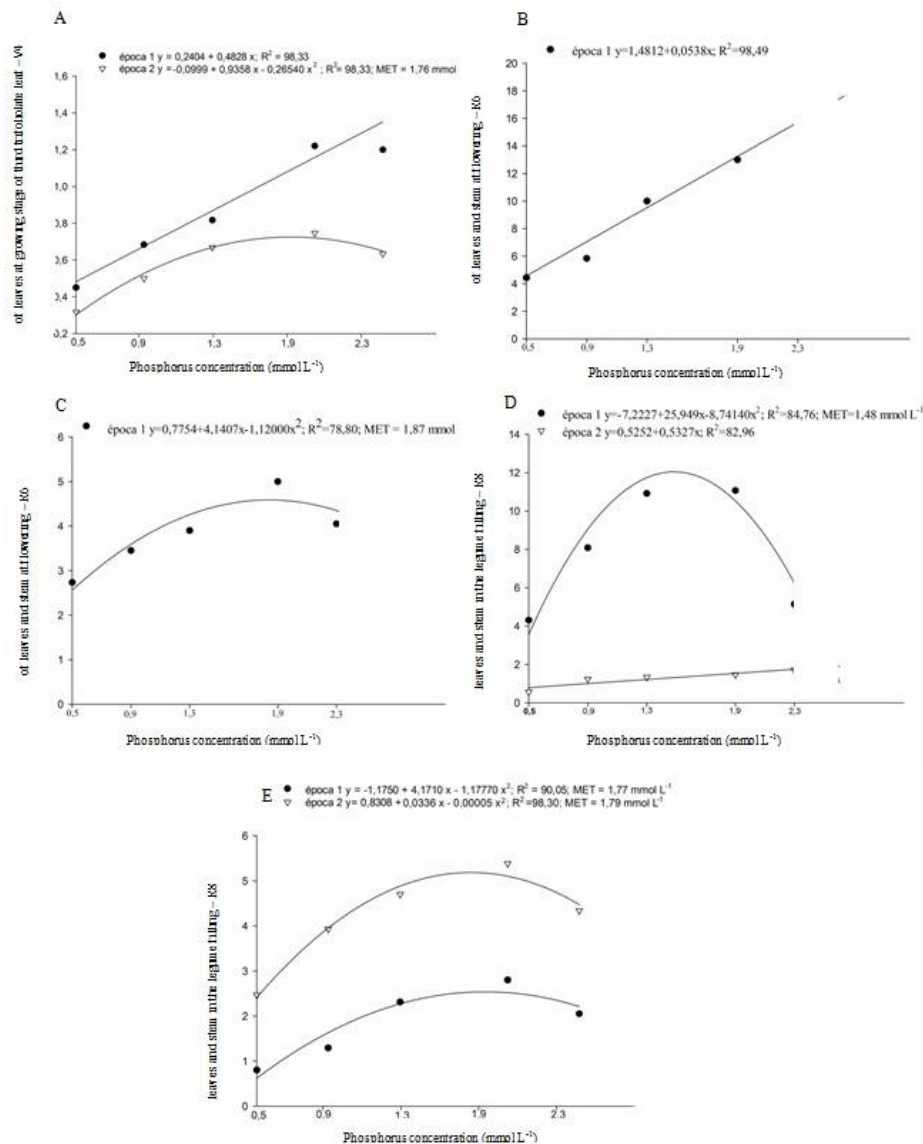 A
época 1 y = 0,2404 + 0,4828 x; R² = 98,33
época 2 y =-0,0999 + 0,9358 x - 0,26540 x² ; R²= 98,33; MET = 1,76 mmol
of leaves at growing stage of third trifoliolate leaf – V4
1,6
1,4
1,2
1,0
0,8
0,6
0,4
0,2
0,5 0,9 1,3 1,9 2,3
Phosphorus concentration (mmol L⁻¹)
B
época 1 y=1,4812+0,0538x; R²=98,49
of leaves and stem at flowering – R6
20
18
16
14
12
10
8
6
4
2
0
0,5 0,9 1,3 1,9 2,3
Phosphorus concentration (mmol L⁻¹)
C
época 1 y=0,7754+4,1407x-1,12000x²; R²=78,80; MET = 1,87 mmol
of leaves and stem at flowering – R6
6
5
4
3
2
1
0
0,5 0,9 1,3 1,9 2,3
Phosphorus concentration (mmol L⁻¹)
D
época 1 y=-7,2227+25,949x-8,74140x²; R²=84,76; MET=1,48 mmol L⁻¹
época 2 y=0,5252+0,5327x; R²=82,96
leaves and stem in the legume filling – R8
14
12
10
8
6
4
2
0
0,5 0,9 1,3 1,9 2,3
Phosphorus concentration (mmol L⁻¹)
E
época 1 y = -1,1750 + 4,1710 x - 1,17770 x²; R² = 90,05; MET = 1,77 mmol L⁻¹
época 2 y= 0,8308 + 0,0336 x - 0,00005 x²; R²=98,30; MET = 1,79 mmol L⁻¹
leaves and stem in the legume filling – R8
6
5
4
3
2
1
0
0,5 0,9 1,3 1,9 2,3
Phosphorus concentration (mmol L⁻¹)